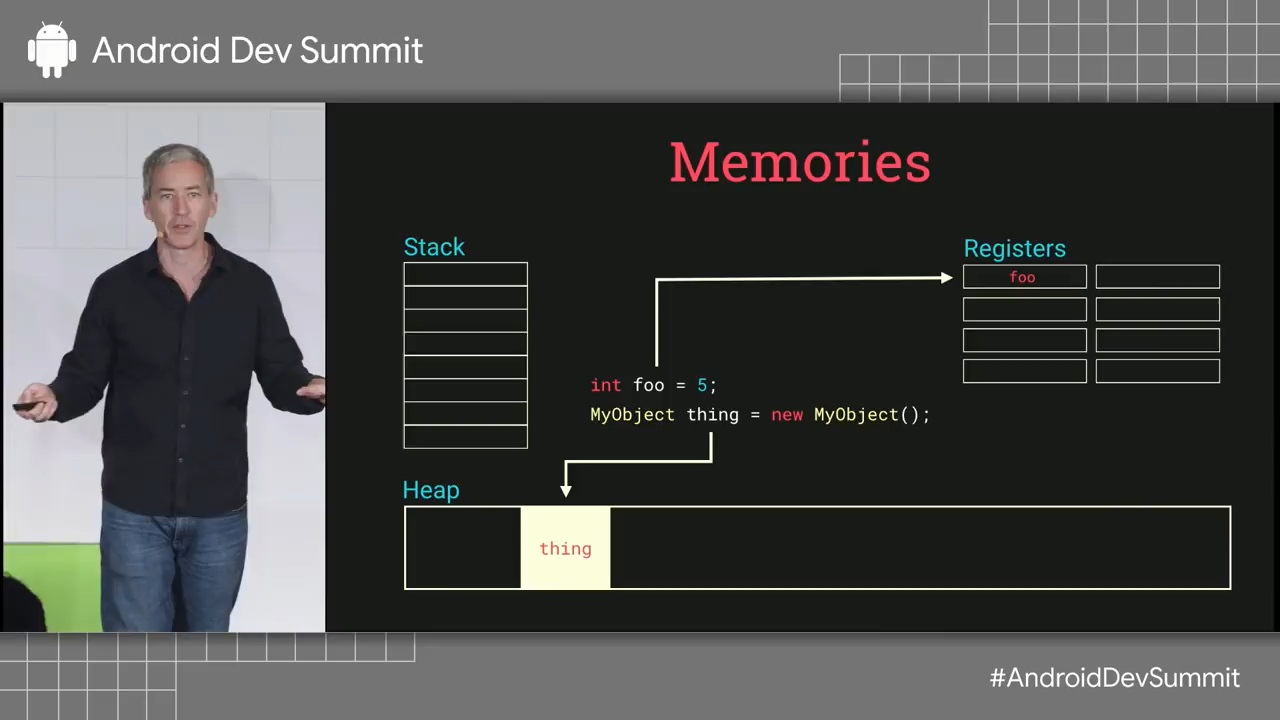 Android Dev Summit
Memories
Stack
Registers
foo
int foo = 5;
MyObject thing = new MyObject();
Heap
thing
#AndroidDevSummit